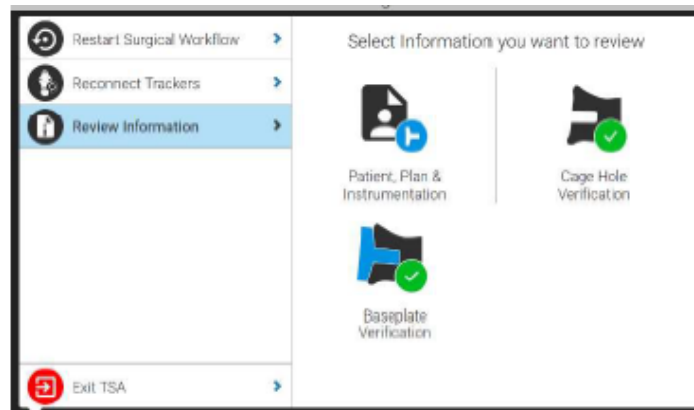 Restart Surgical Workflow
Reconnect Trackers
Review Information
Exit TSA
Select Information you want to review
Patient, Plan &
Instrumentation
Cage Hole
Verification
Baseplate
Verification